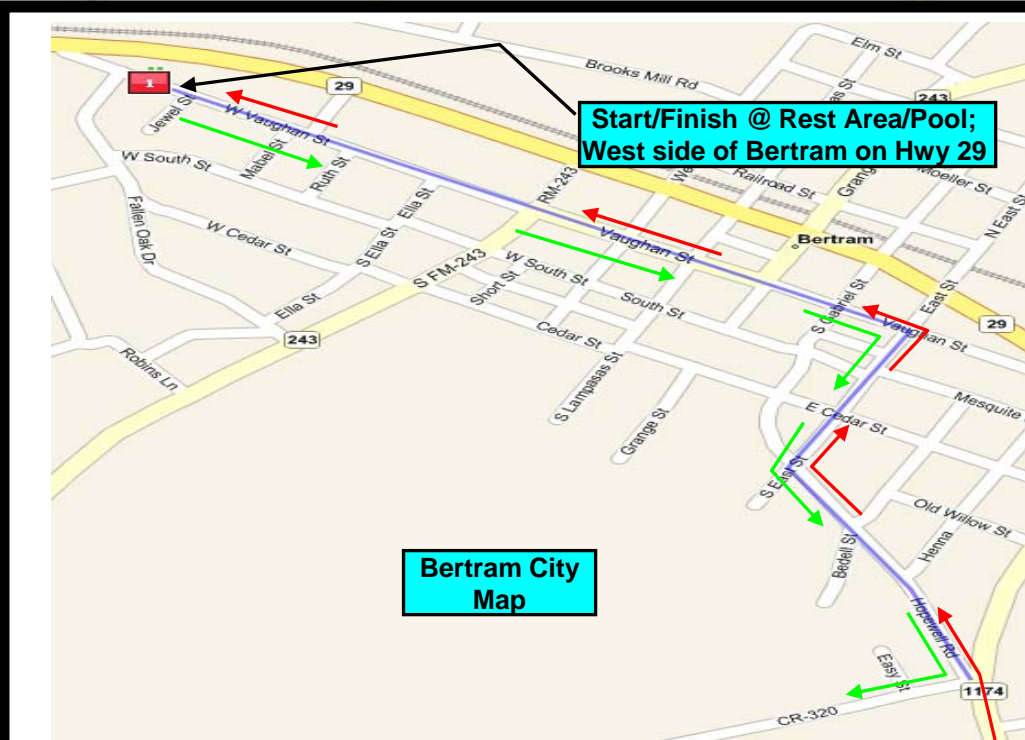 Elm St
Brooks Mill Rd
29
243
1
Start/Finish @ Rest Area/Pool;
West side of Bertram on Hwy 29
Jewel St
W Vaughan St
W South St
Mabel St
Ruth St
RM-243
Railroad St
Moeller St
Fallen Oak Dr
Ella St
N East St
W Cedar St
S Ella St
Vaughan St
Bertram
S FM-243
W South St
Short St
East St
Ella St
South St
S Gabriel St
29
243
Cedar St
Vaughan St
Robins Ln
S Lampasas St
Mesquite
E Cedar St
Grange St
S East St
Old Willow St
Bedell St
Henna
Bertram City
Map
Hopewell Rd
Easy St
1174
CR-320